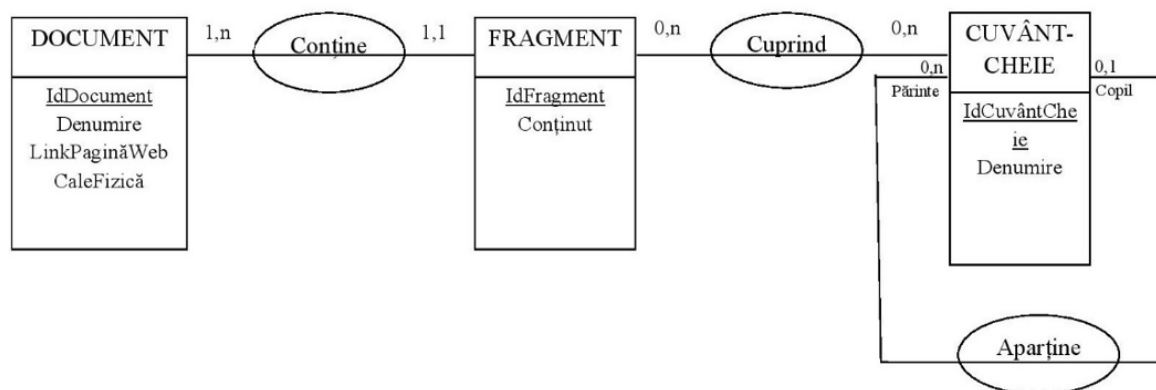 DOCUMENT
IdDocument
Denumire
LinkPaginăWeb
CaleFizică
1,n
Conține
1,1
FRAGMENT
IdFragment
Conținut
0,n
Cuprind
0,n
CUVÂNT-
CHEIE
IdCuvântChe
ie
Denumire
0,n
Părinte
0,1
Copil
Aparține